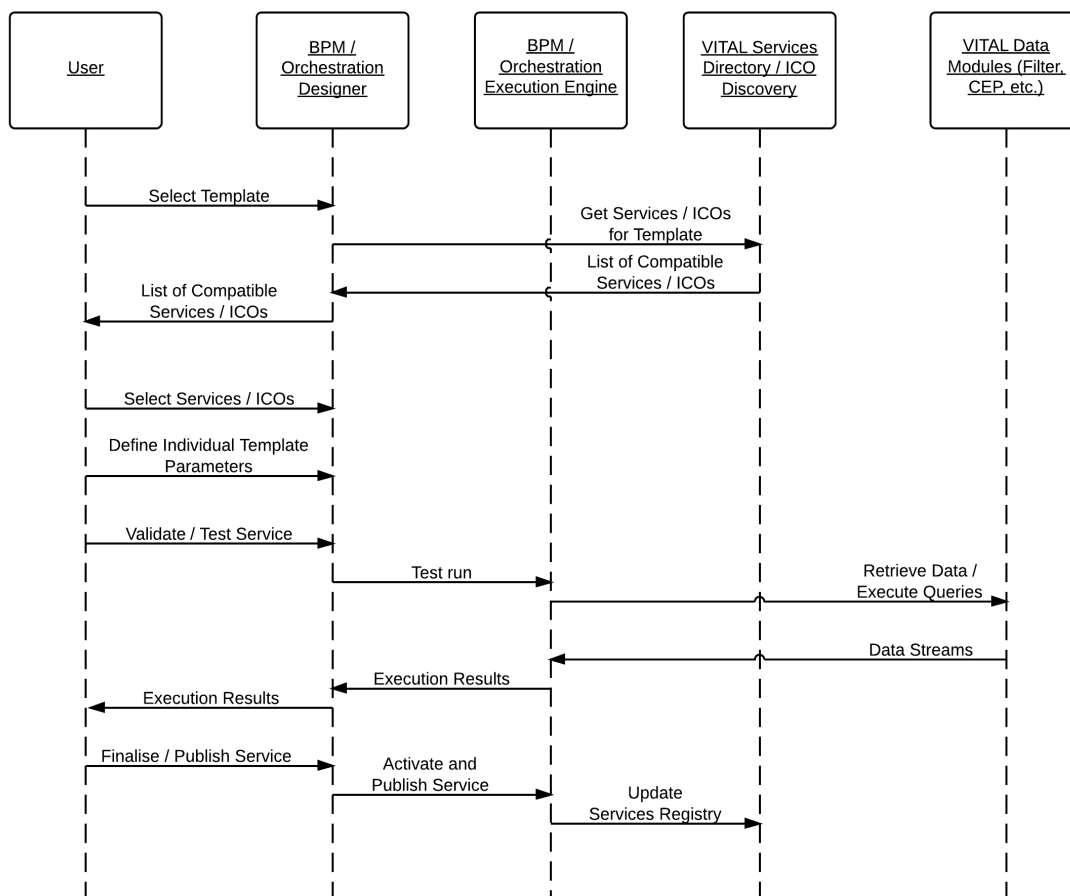 User
BPM /
Orchestration
Designer
BPM /
Orchestration
Execution Engine
VITAL Services
Directory / ICO
Discovery
VITAL Data
Modules (Filter,
CEP, etc.)
Select Template
Get Services / ICOs
for Template
List of Compatible
Services / ICOs
List of Compatible
Services / ICOs
Select Services / ICOs
Define Individual Template
Parameters
Validate / Test Service
Test run
Retrieve Data /
Execute Queries
Data Streams
Execution Results
Execution Results
Finalise / Publish Service
Activate and
Publish Service
Update
Services Registry